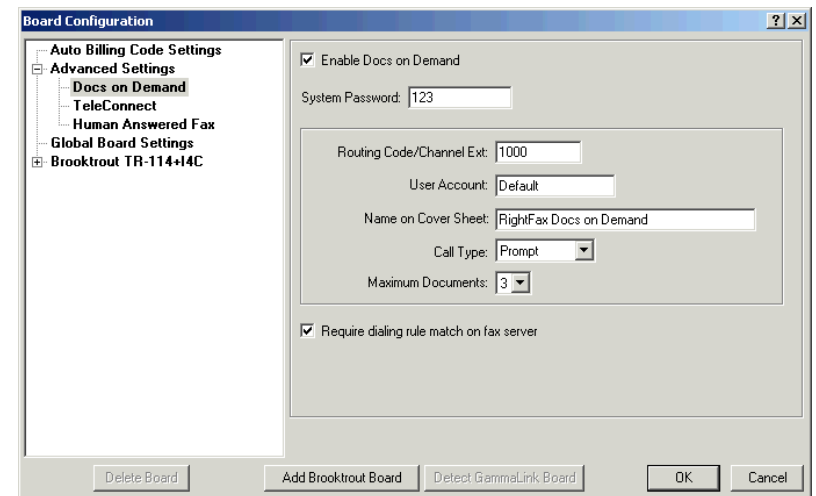 Board Configuration
Auto Billing Code Settings
Advanced Settings
Docs on Demand
TeleConnect
Human Answered Fax
Global Board Settings
Brooktrout TR-114+I4C
Enable Docs on Demand
System Password: 123
Routing Code/Channel Ext: 1000
User Account: Default
Name on Cover Sheet: RightFax Docs on Demand
Call Type: Prompt
Maximum Documents: 3
Require dialing rule match on fax server
Delete Board Add Brooktrout Board Detect GammaLink Board OK Cancel